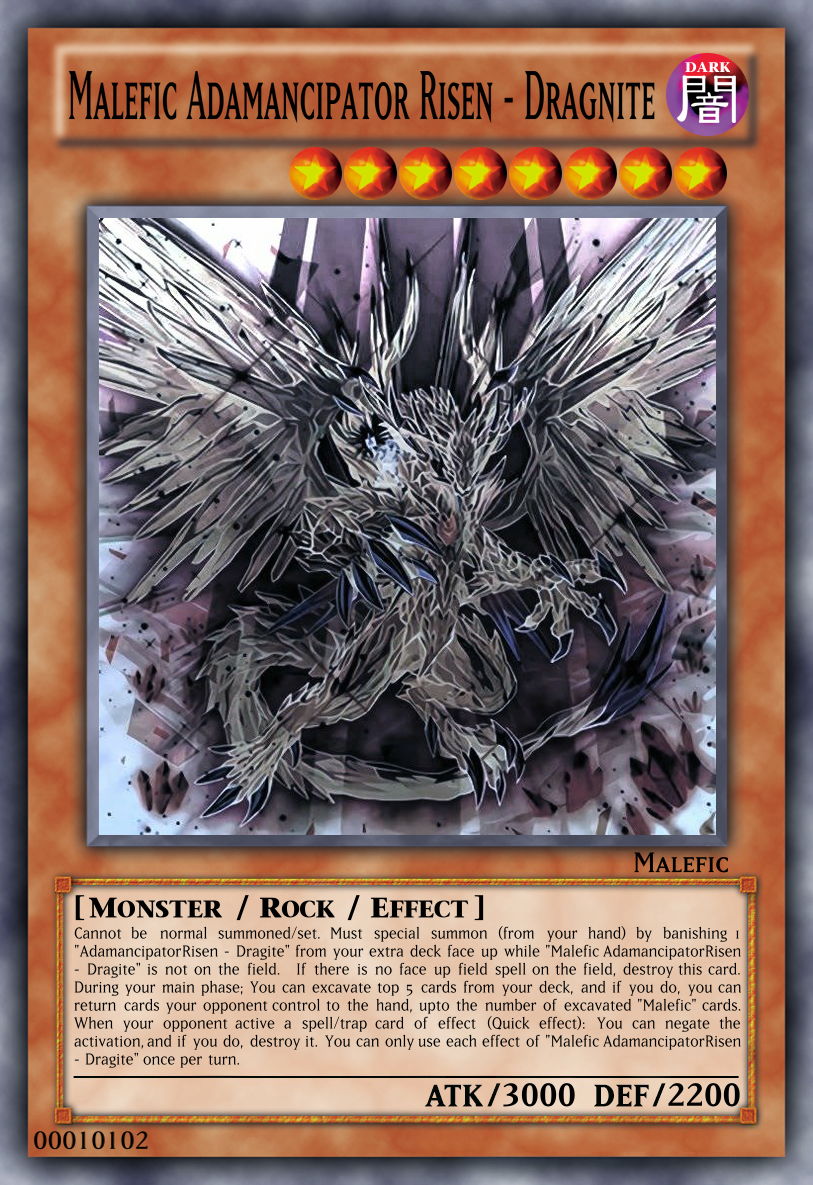 Malefic Adamancipator Risen - Dragnite
DARK
闇
Malefic
[ Monster / Rock / Effect ]
Cannot be normal summoned/set. Must special summon (from your hand) by banishing 1
"AdamancipatorRisen - Dragite" from your extra deck face up while "Malefic AdamancipatorRisen
- Dragite" is not on the field. If there is no face up field spell on the field, destroy this card.
During your main phase; You can excavate top 5 cards from your deck, and if you do, you can
return cards your opponent control to the hand, upto the number of excavated "Malefic" cards.
When your opponent active a spell/trap card of effect (Quick effect): You can negate the
activation, and if you do, destroy it. You can only use each effect of "Malefic AdamancipatorRisen
- Dragite" once per turn.
ATK/3000 DEF/2200
00010102